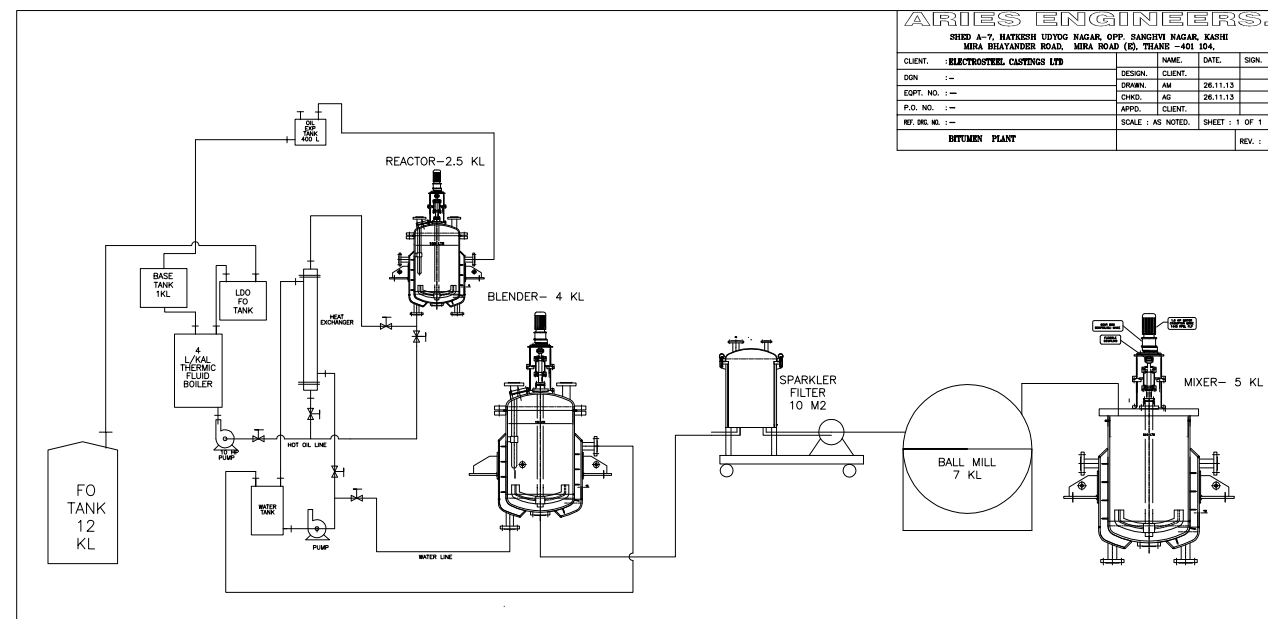 ARIES ENGINEERS.
SHED A-7, HATKESH UDYOG NAGAR, OPP. SANGHVI NAGAR, KASHI
MIRA BHAYANDER ROAD, MIRA ROAD (E), THANE -401 104,
CLIENT. :ELECTROSTEEL CASTINGS LTD
NAME. DATE. SIGN.
DGN :-
DESIGN. CLIENT.
EQPT. NO. :-
DRAWN. AM 26.11.13
CHKD. AG 26.11.13
P.O. NO. :-
APPD. CLIENT.
REF. DRG. NO. :-
SCALE : AS NOTED. SHEET : 1 OF 1
BITUMEN PLANT
REV. :
OIL
EXP
TANK
400 L
REACTOR-2.5 KL
BASE
TANK
1KL
LDO
FO
TANK
HEAT
EXCHANGER
BLENDER- 4 KL
4
L/KAL
THERMIC
FLUID
BOILER
SPARKLER
FILTER
10 M2
MIXER- 5 KL
10 HP
PUMP
HOT OIL LINE
BALL MILL
7 KL
FO
TANK
12
KL
WATER
TANK
PUMP
WATER LINE